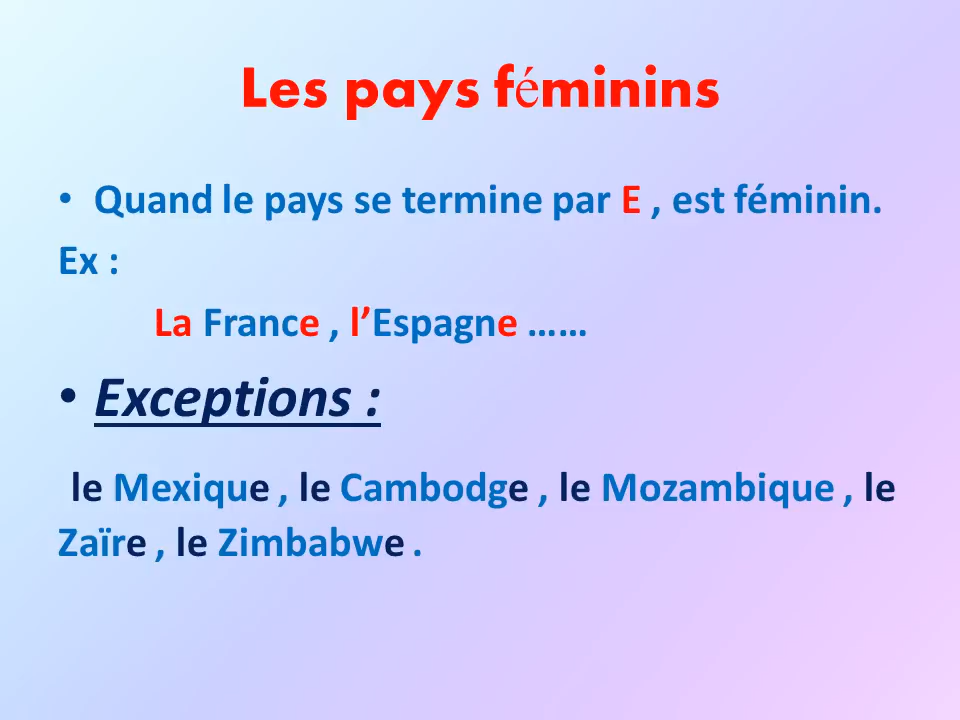 Les pays féminins
• Quand le pays se termine par E , est féminin.
Ex :
La France , l’Espagne ……
• Exceptions :
le Mexique , le Cambodge , le Mozambique , le
Zaïre , le Zimbabwe .